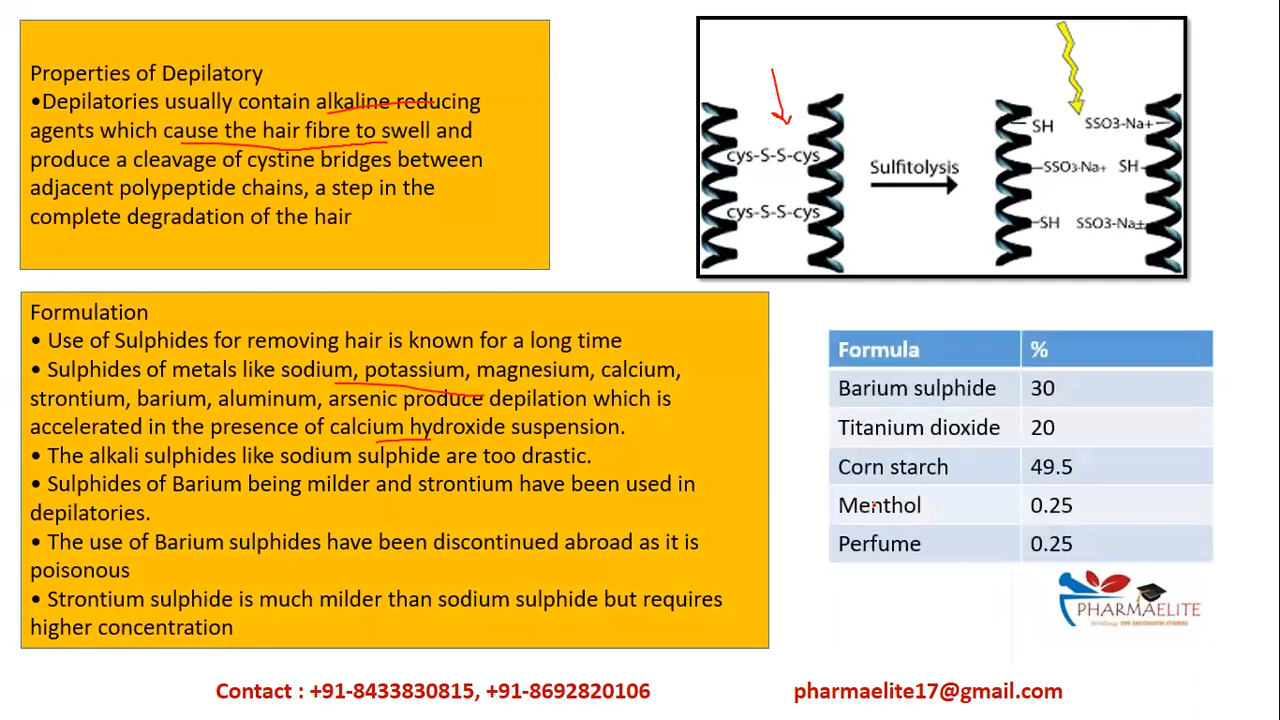 Properties of Depilatory
•Depilatories usually contain alkaline reducing
agents which cause the hair fibre to swell and
produce a cleavage of cystine bridges between
adjacent polypeptide chains, a step in the
complete degradation of the hair
cys-S-S-cys
cys-S-S-cys
Sulfitolysis
SH SSO3-Na+
SSO3-Na+ SH
SH SSO3-Na+
Formulation
• Use of Sulphides for removing hair is known for a long time
• Sulphides of metals like sodium, potassium, magnesium, calcium,
strontium, barium, aluminum, arsenic produce depilation which is
accelerated in the presence of calcium hydroxide suspension.
• The alkali sulphides like sodium sulphide are too drastic.
• Sulphides of Barium being milder and strontium have been used in
depilatories.
• The use of Barium sulphides have been discontinued abroad as it is
poisonous
• Strontium sulphide is much milder than sodium sulphide but requires
higher concentration
Formula %
Barium sulphide 30
Titanium dioxide 20
Corn starch 49.5
Menthol 0.25
Perfume 0.25
PHARMAELITE
Contact : +91-8433830815, +91-8692820106
pharmaelite17@gmail.com